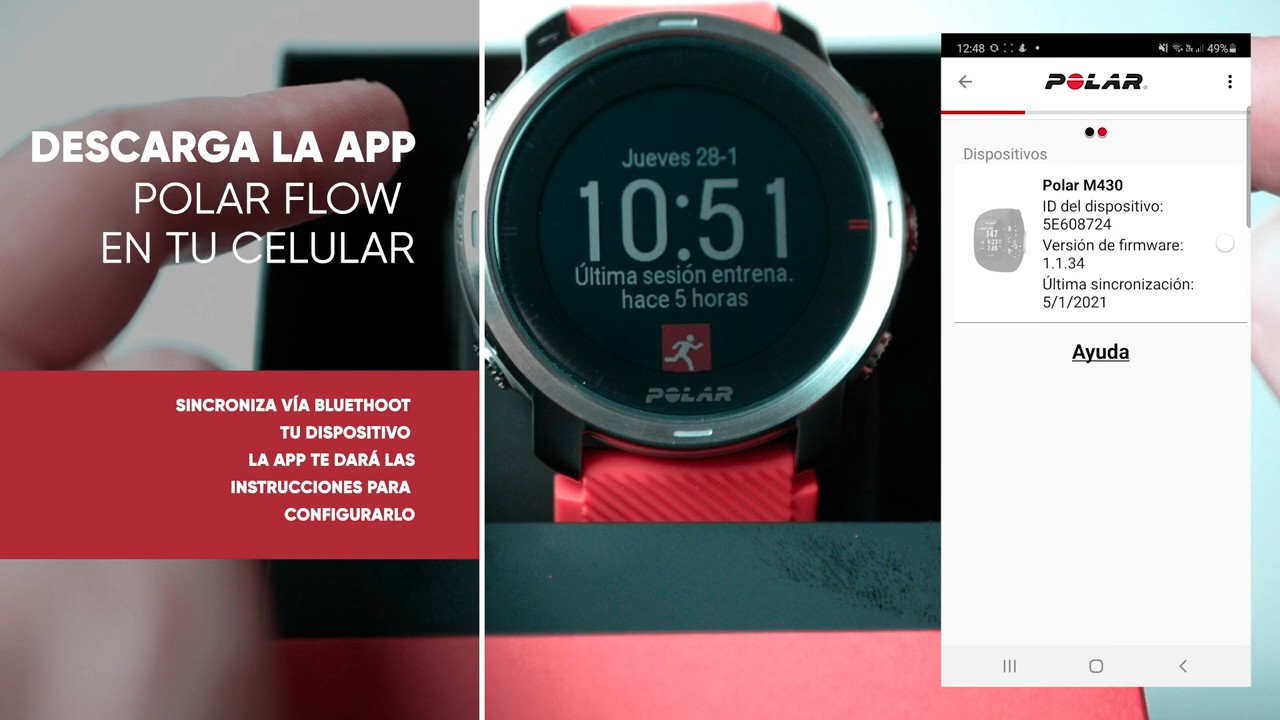 DESCARGA LA APP
POLAR FLOW
EN TU CELULAR
SINCRONIZA VÍA BLUETHOOT
TU DISPOSITIVO
LA APP TE DARÁ LAS
INSTRUCCIONES PARA
CONFIGURARLO
Jueves 28-1
10:51
Última sesión entrena.
hace 5 horas
POLAR
12:48
49%
POLAR
Dispositivos
Polar M430
ID del dispositivo:
5E608724
Versión de firmware:
1.1.34
Última sincronización:
5/1/2021
Ayuda